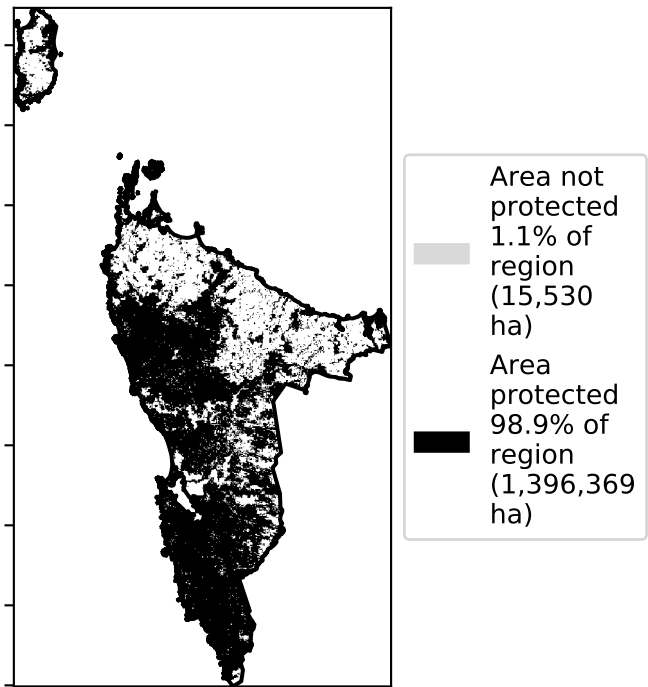 Area not
protected
1.1% of
region
(15,530
ha)
Area
protected
98.9% of
region
(1,396,369
ha)